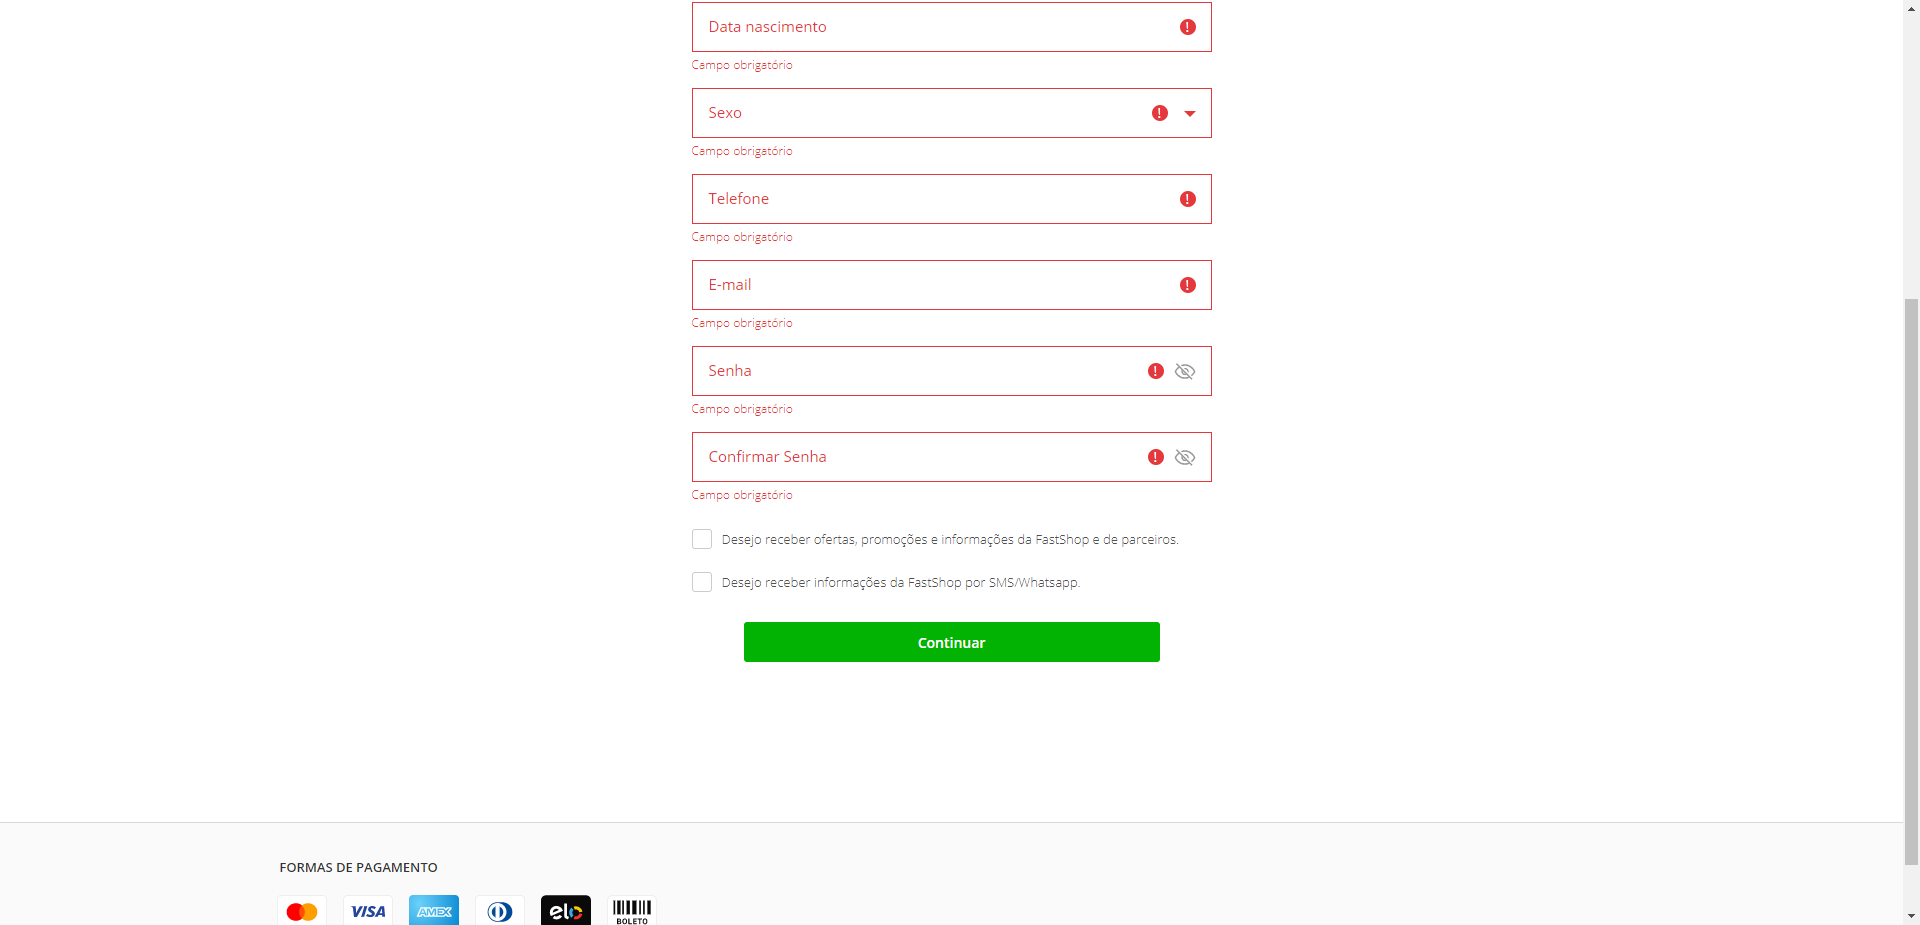 Data nascimento
Campo obrigatório
Sexo
Campo obrigatório
Telefone
Campo obrigatório
E-mail
Campo obrigatório
Senha
Campo obrigatório
Confirmar Senha
Campo obrigatório
Desejo receber ofertas, promoções e informações da FastShop e de parceiros.
Desejo receber informações da FastShop por SMS/Whatsapp.
Continuar
FORMAS DE PAGAMENTO
VISA AMEX elo BOLETO